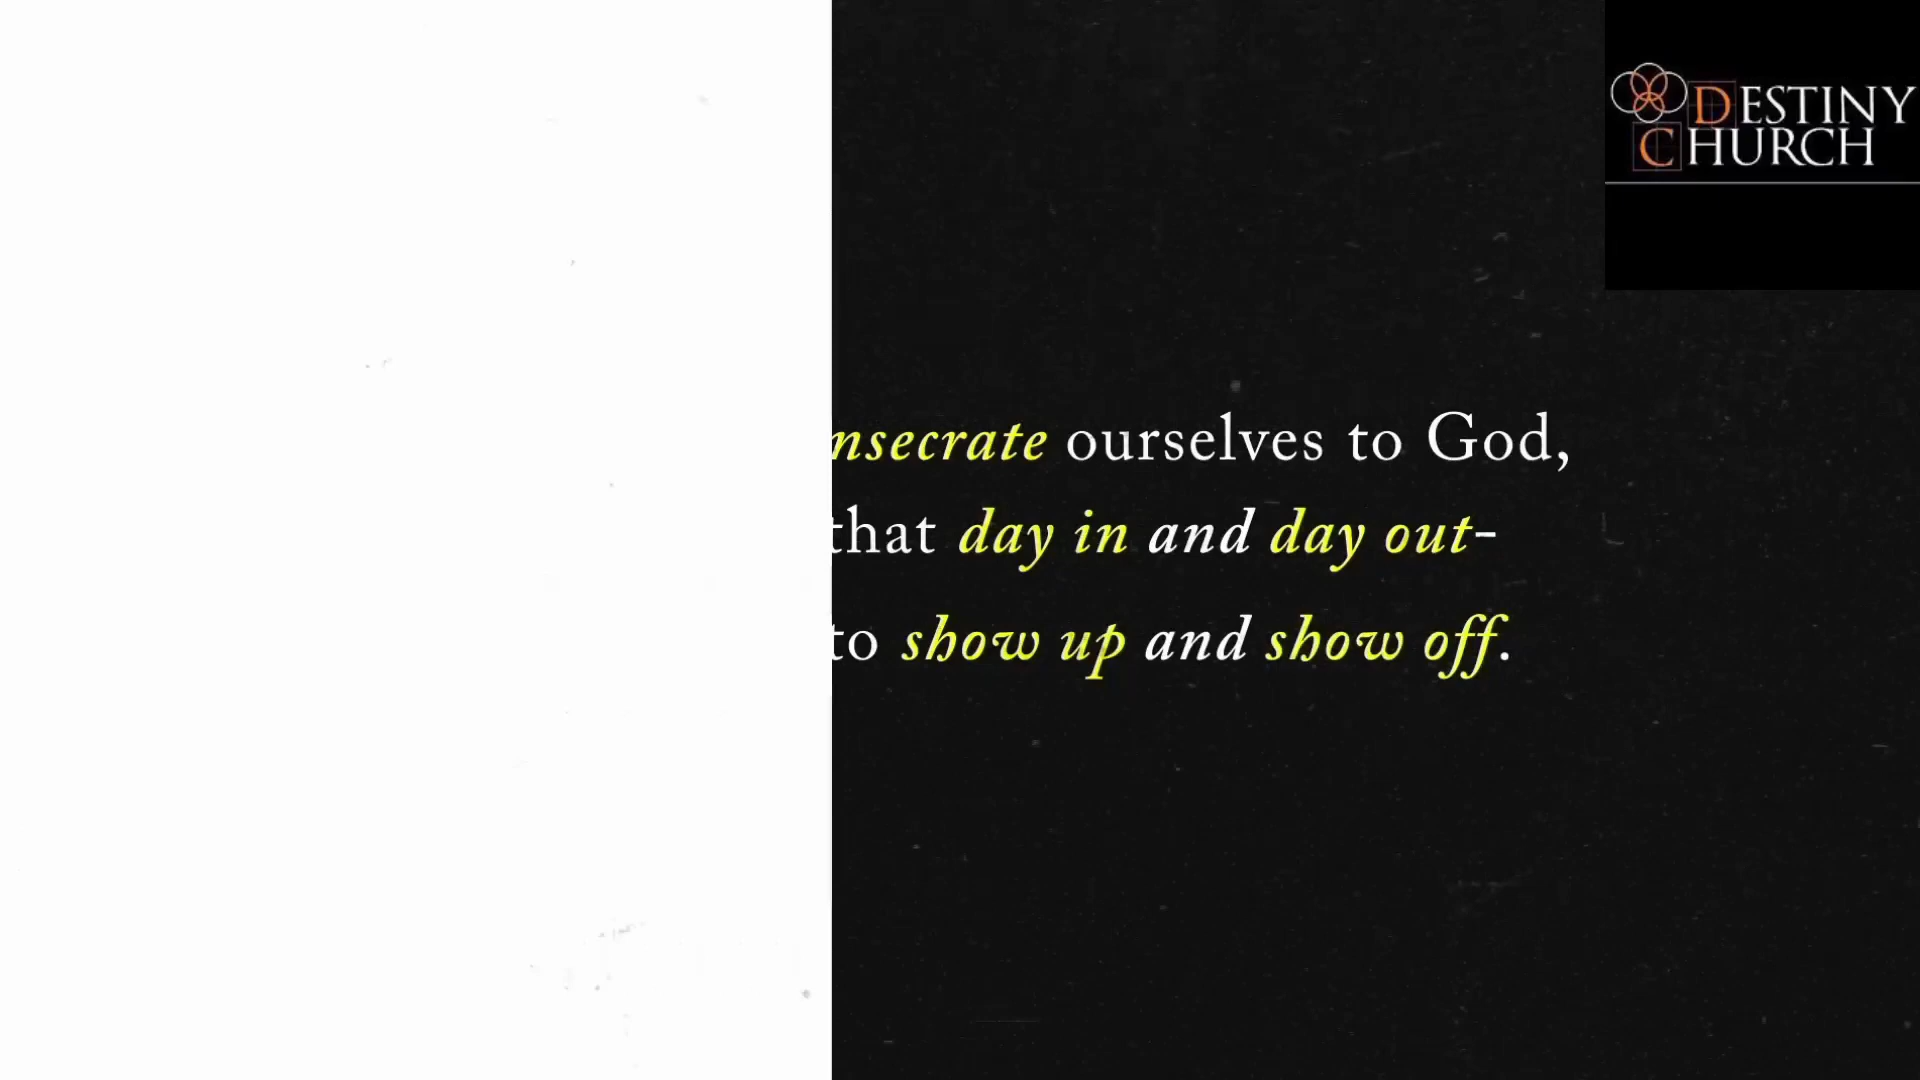 DESTINY
CHURCH
nsecrate ourselves to God,
that day in and day out-
to show up and show off.